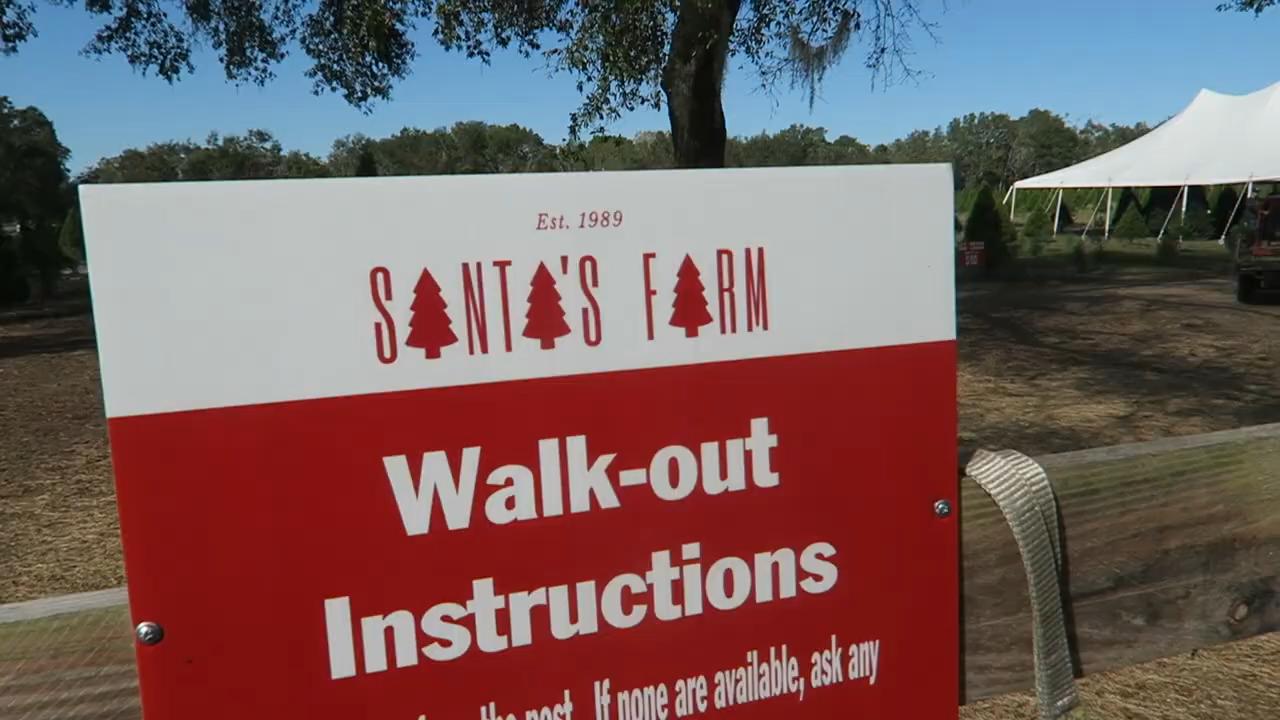 Est. 1989
SANTA'S FARM
Walk-out
Instructions
the post. If none are available, ask any